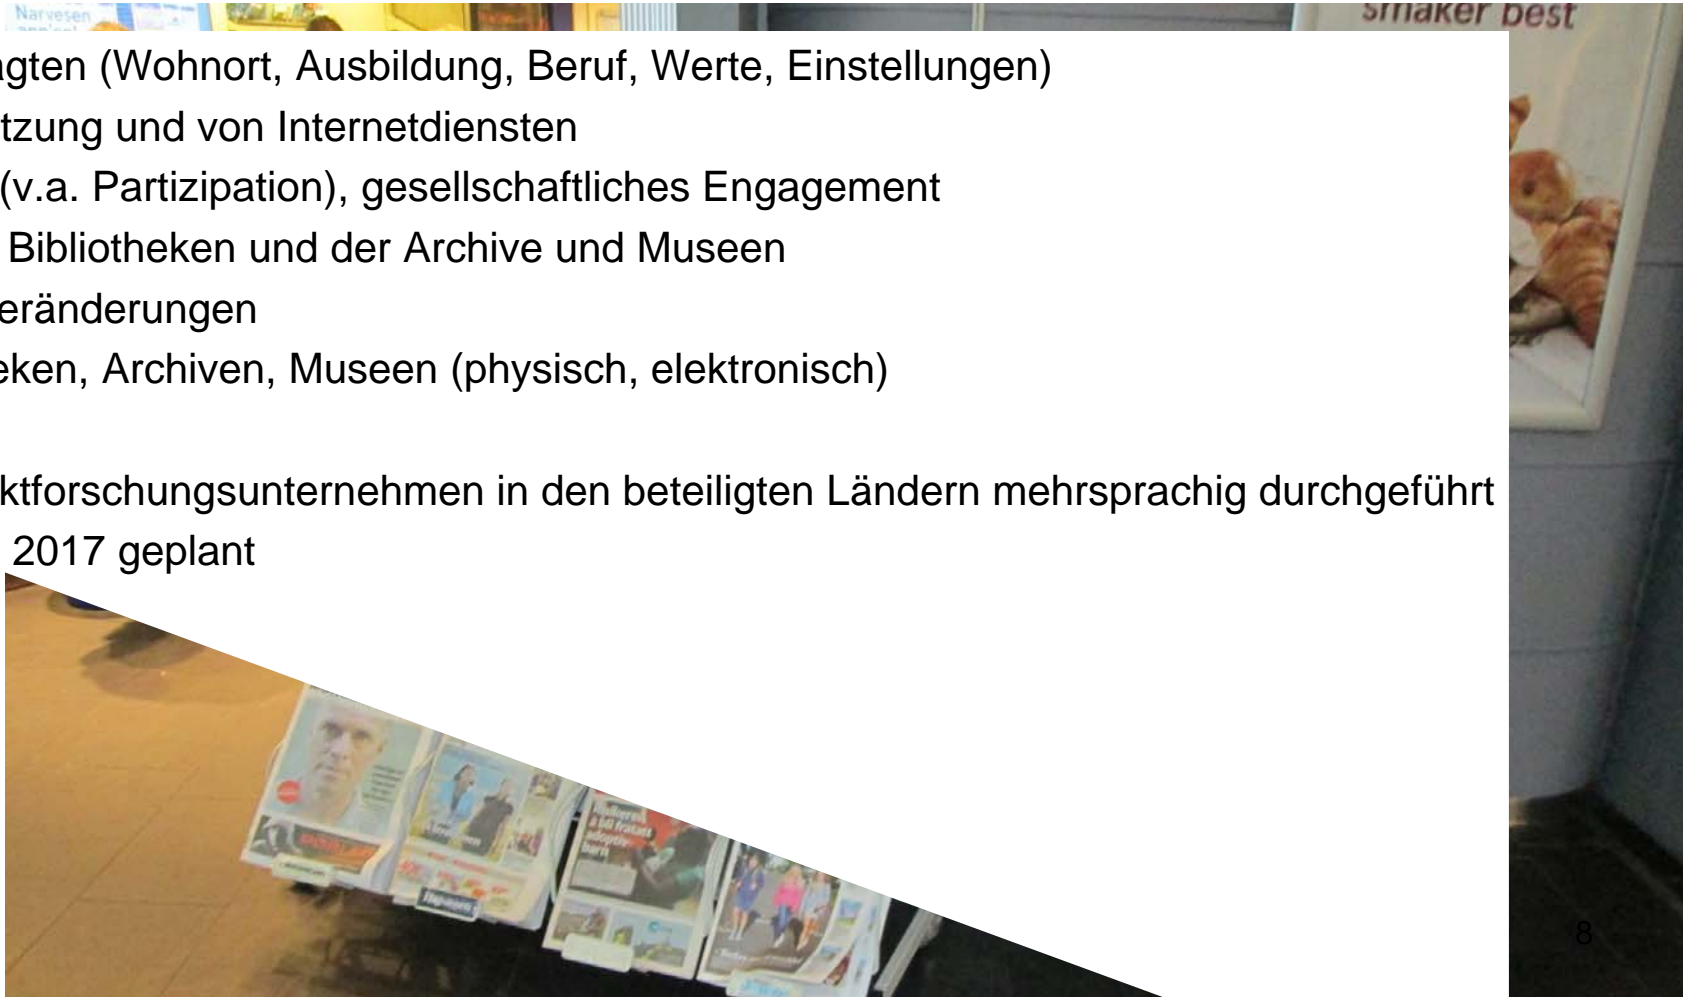 Narvesen
smaker best
agten (Wohnort, Ausbildung, Beruf, Werte, Einstellungen)
tzung und von Internetdiensten
(v.a. Partizipation), gesellschaftliches Engagement
Bibliotheken und der Archive und Museen
eränderungen
eken, Archiven, Museen (physisch, elektronisch)
ktforschungsunternehmen in den beteiligten Ländern mehrsprachig durchgeführt
2017 geplant
8